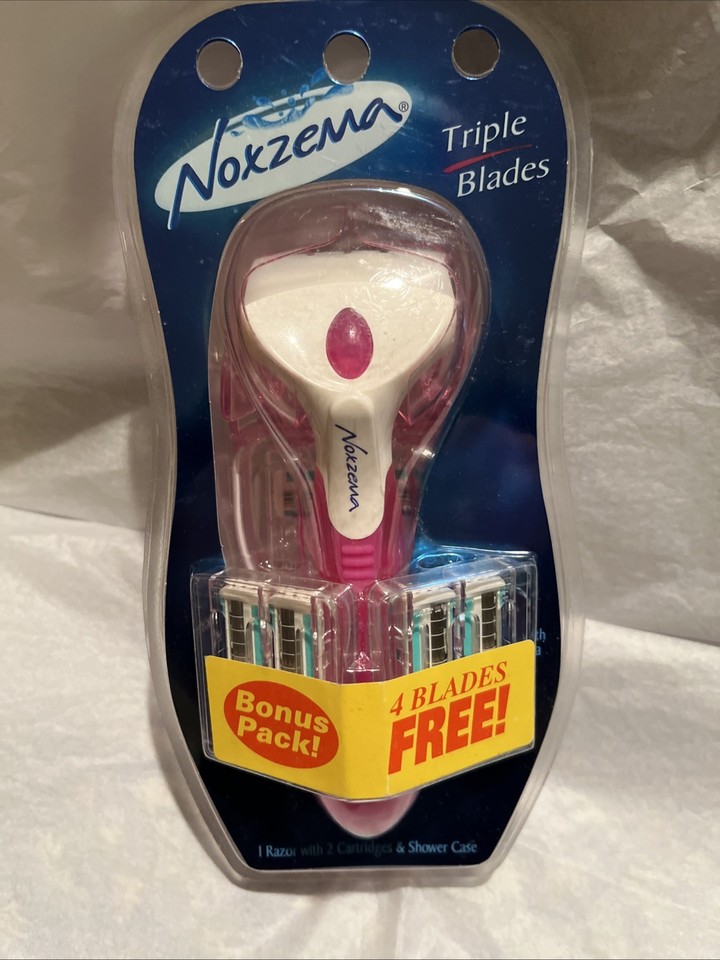 Noxzema®
Triple
Blades
Noxzema
Bonus
Pack!
4 BLADES
FREE!
1 Razor with 2 Cartridges & Shower Case